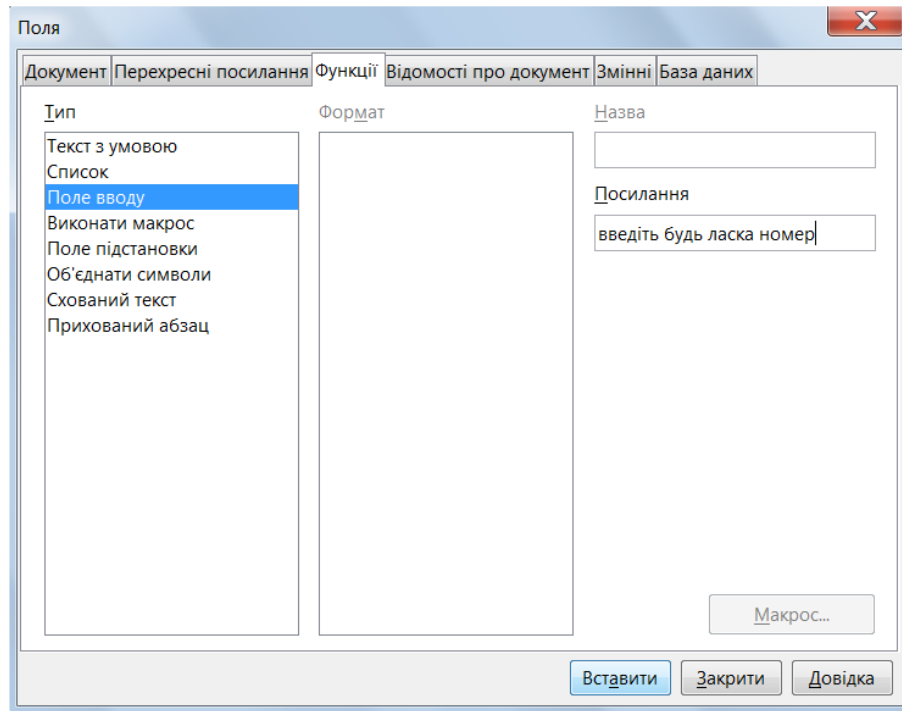 Поля
Документ Перехресні посилання Функції Відомості про документ Змінні База даних
Тип
Текст з умовою
Список
Поле вводу
Виконати макрос
Поле підстановки
Об'єднати символи
Схований текст
Прихований абзац
Формат
Назва
Посилання
введіть будь ласка номер
Макрос...
Вставити Закрити Довідка